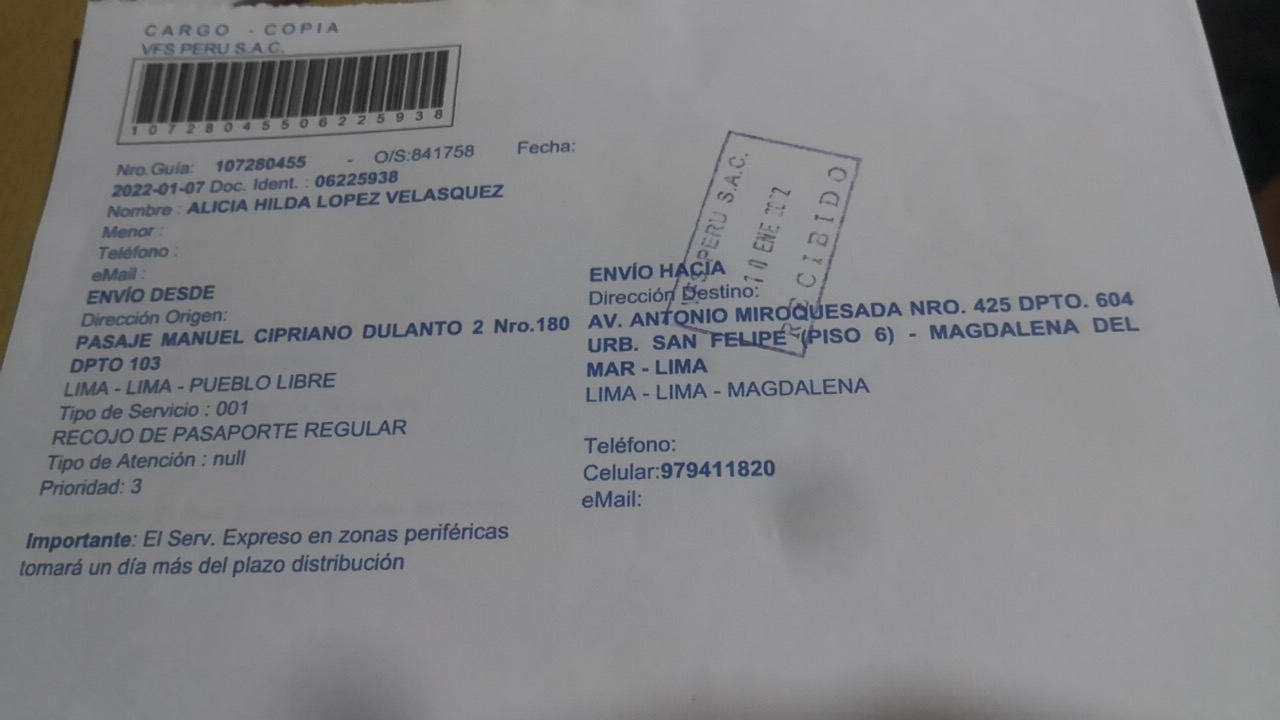 CARGO - COPIA
VFS PERU S.A.C.
10728045506225938
Nro.Guía: 107280455 - O/S:841758 Fecha:
2022-01-07 Doc. Ident. : 06225938
Nombre : ALICIA HILDA LOPEZ VELASQUEZ
Menor :
Teléfono :
eMail :
ENVÍO DESDE
Dirección Origen:
PASAJE MANUEL CIPRIANO DULANTO 2 Nro.180
DPTO 103
LIMA - LIMA - PUEBLO LIBRE
Tipo de Servicio : 001
RECOJO DE PASAPORTE REGULAR
Tipo de Atención : null
Prioridad: 3
Importante: El Serv. Expreso en zonas periféricas
tomará un día más del plazo distribución
ENVÍO HACIA
Dirección Destino:
AV. ANTONIO MIROQUESADA NRO. 425 DPTO. 604
URB. SAN FELIPE (PISO 6) - MAGDALENA DEL
MAR - LIMA
LIMA - LIMA - MAGDALENA
Teléfono:
Celular:979411820
eMail:
VFS PERU S.A.C.
10 ENE 2022
RECIBIDO